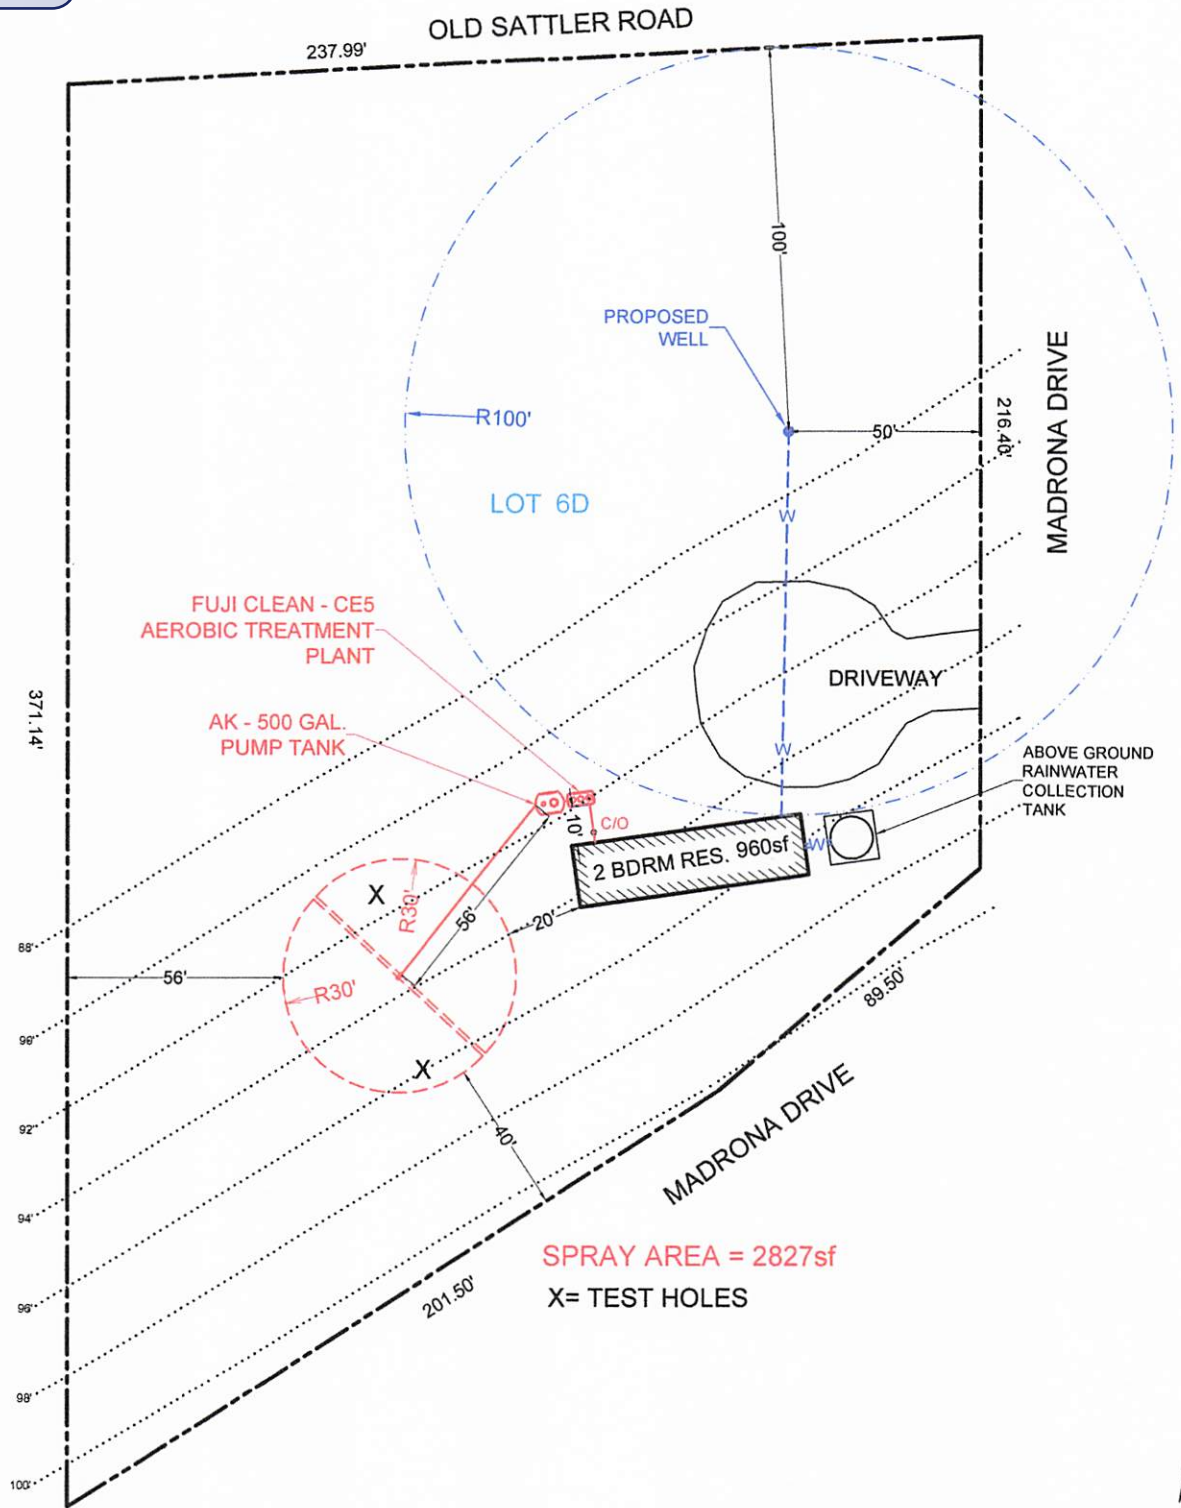 OLD SATTLER ROAD
237.99'
100'
PROPOSED
WELL
MADRONA DRIVE
216.40'
R100'
50'
LOT 6D
W
FUJI CLEAN - CE5
AEROBIC TREATMENT
PLANT
DRIVEWAY
371.14'
AK - 500 GAL.
PUMP TANK
W
ABOVE GROUND
RAINWATER
COLLECTION
TANK
10'
C/O
2 BDRM RES. 960sf
W
X
R30'
56'
20'
88'
56'
R30'
89.50'
90'
X
92'
40'
MADRONA DRIVE
94'
SPRAY AREA = 2827sf
201.50'
X= TEST HOLES
96'
98'
100'